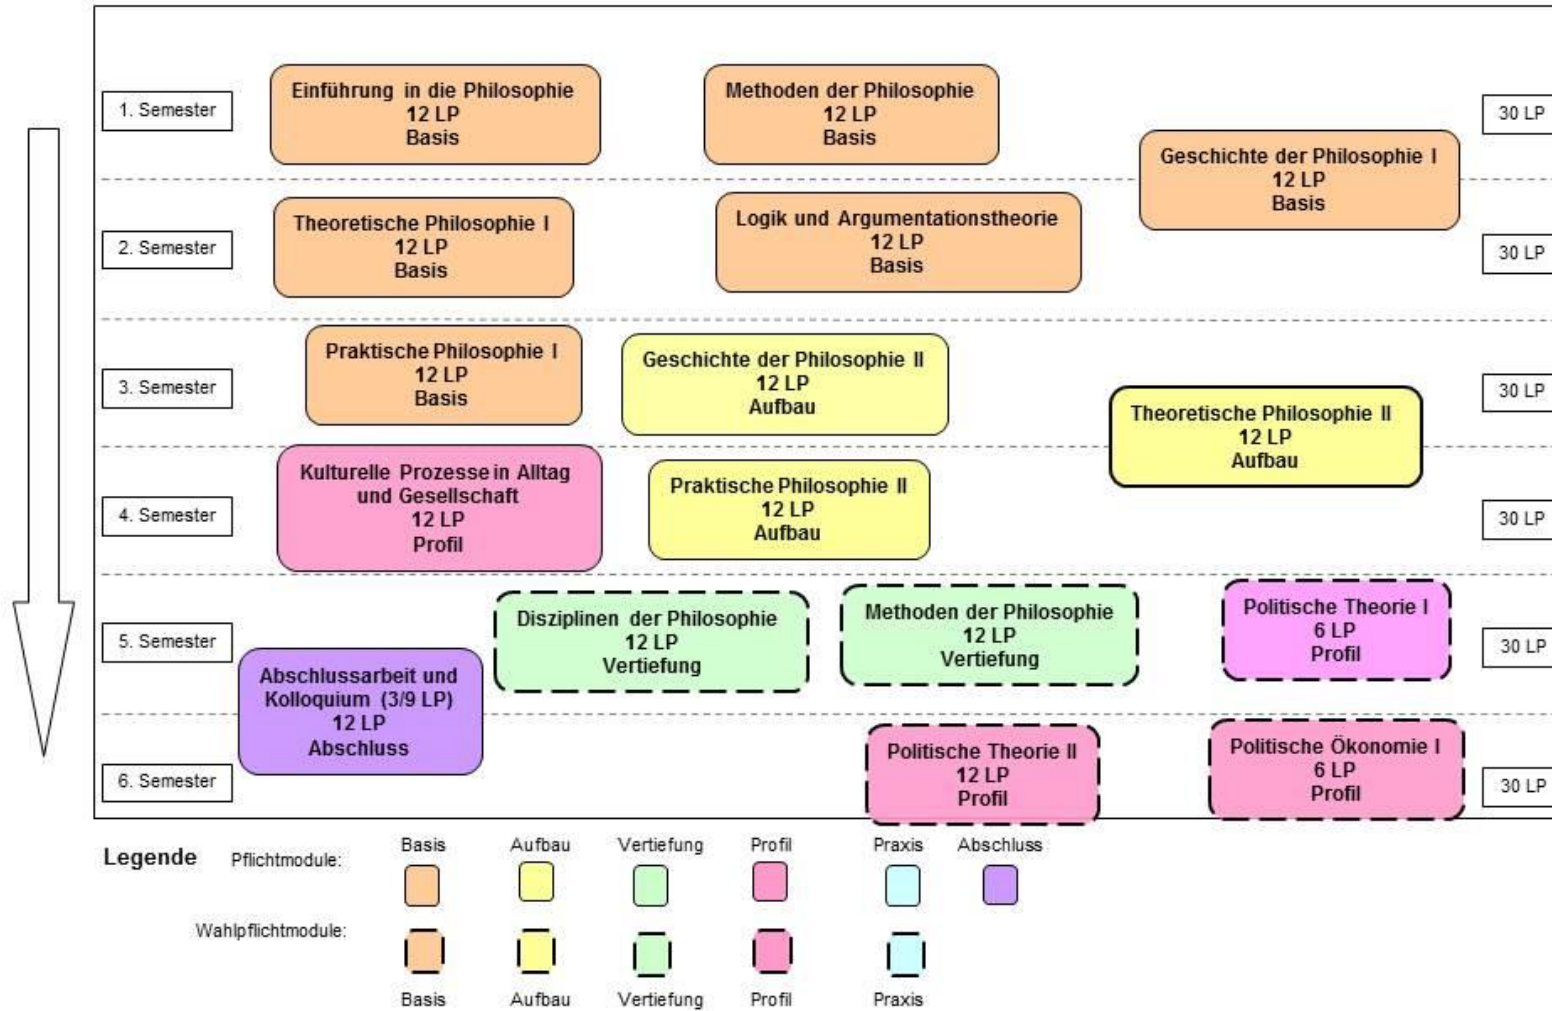 1. Semester
Einführung in die Philosophie
12 LP
Basis
Methoden der Philosophie
12 LP
Basis
30 LP
Geschichte der Philosophie I
12 LP
Basis
2. Semester
Theoretische Philosophie I
12 LP
Basis
Logik und Argumentationstheorie
12 LP
Basis
30 LP
3. Semester
Praktische Philosophie I
12 LP
Basis
Geschichte der Philosophie II
12 LP
Aufbau
30 LP
Theoretische Philosophie II
12 LP
Aufbau
4. Semester
Kulturelle Prozesse in Alltag
und Gesellschaft
12 LP
Profil
Praktische Philosophie II
12 LP
Aufbau
30 LP
5. Semester
Disziplinen der Philosophie
12 LP
Vertiefung
Methoden der Philosophie
12 LP
Vertiefung
Politische Theorie I
6 LP
Profil
30 LP
Abschlussarbeit und
Kolloquium (3/9 LP)
12 LP
Abschluss
6. Semester
Politische Theorie II
12 LP
Profil
Politische Ökonomie I
6 LP
Profil
30 LP
Legende
Pflichtmodule:
Basis Aufbau Vertiefung Profil Praxis Abschluss
Wahlpflichtmodule:
Basis Aufbau Vertiefung Profil Praxis